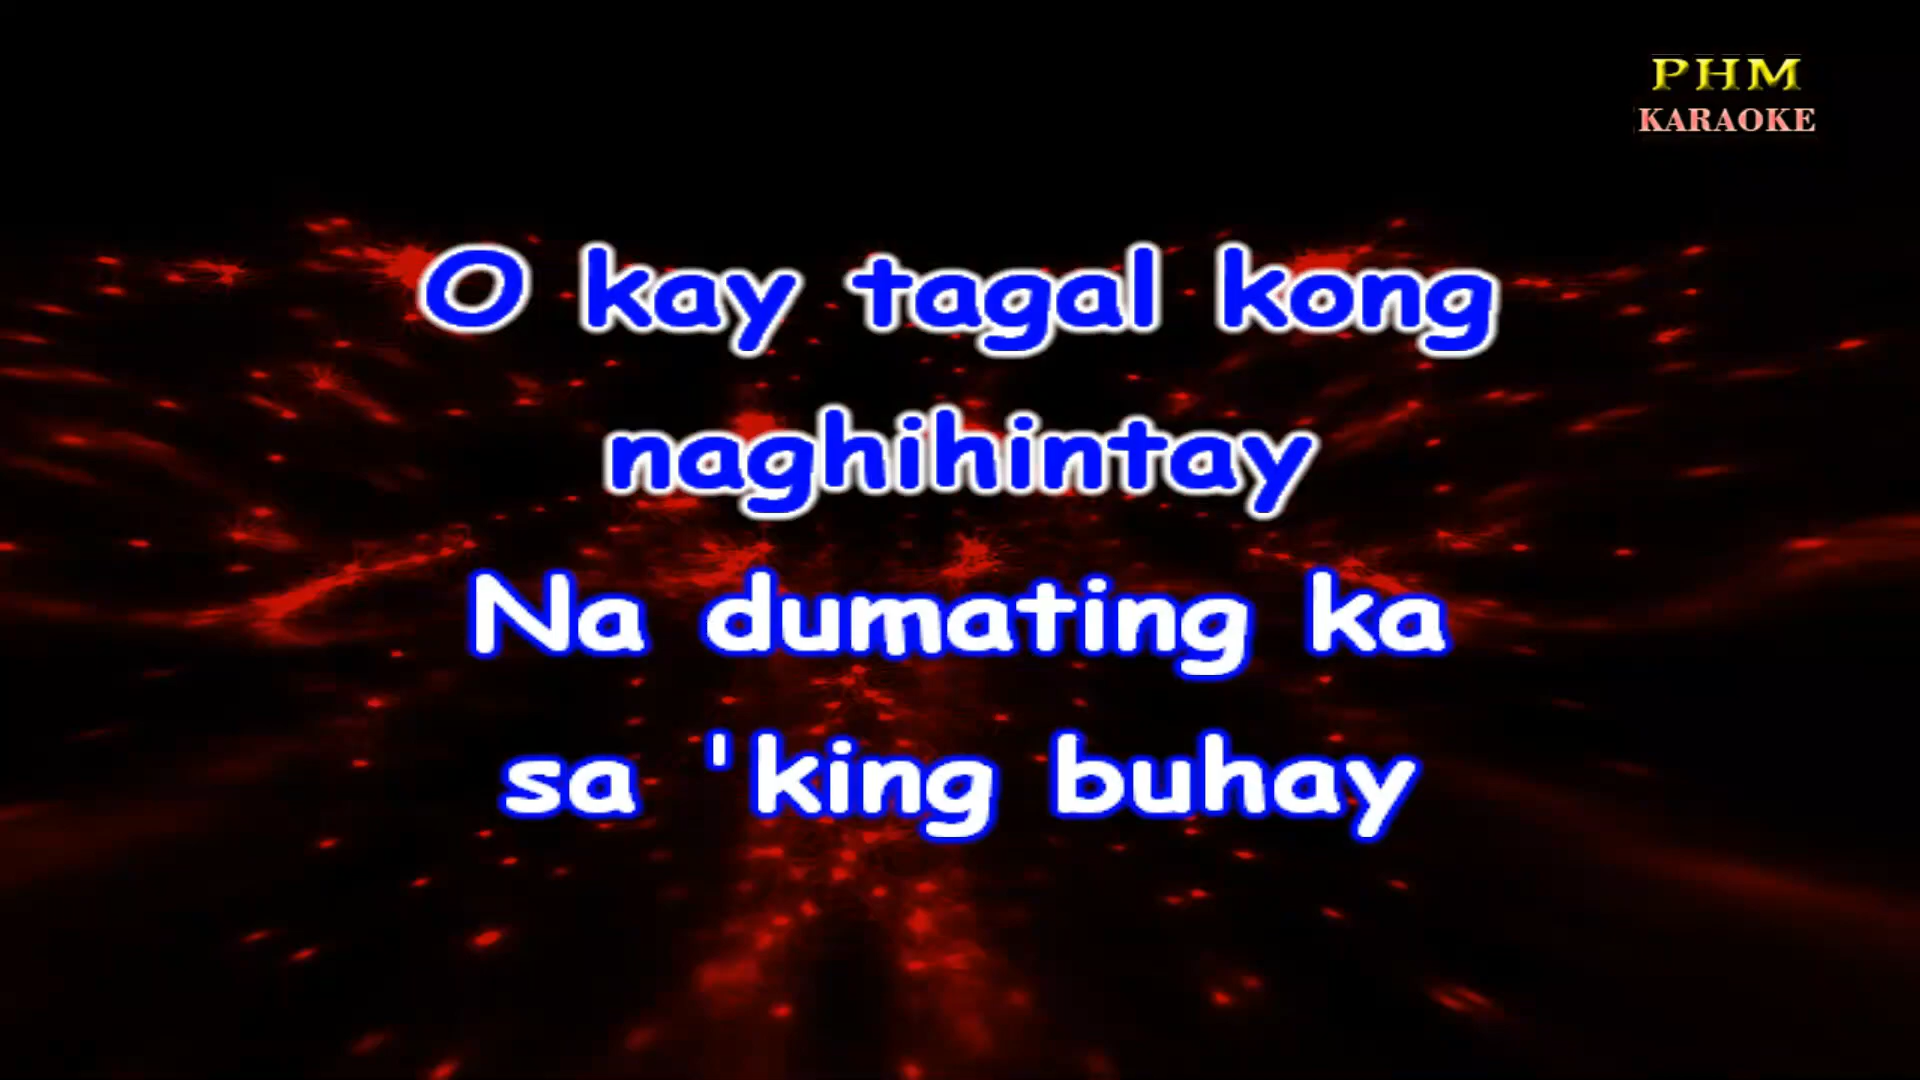 PHM
KARAOKE
O kay tagal kong
naghihintay
Na dumating ka
sa 'king buhay